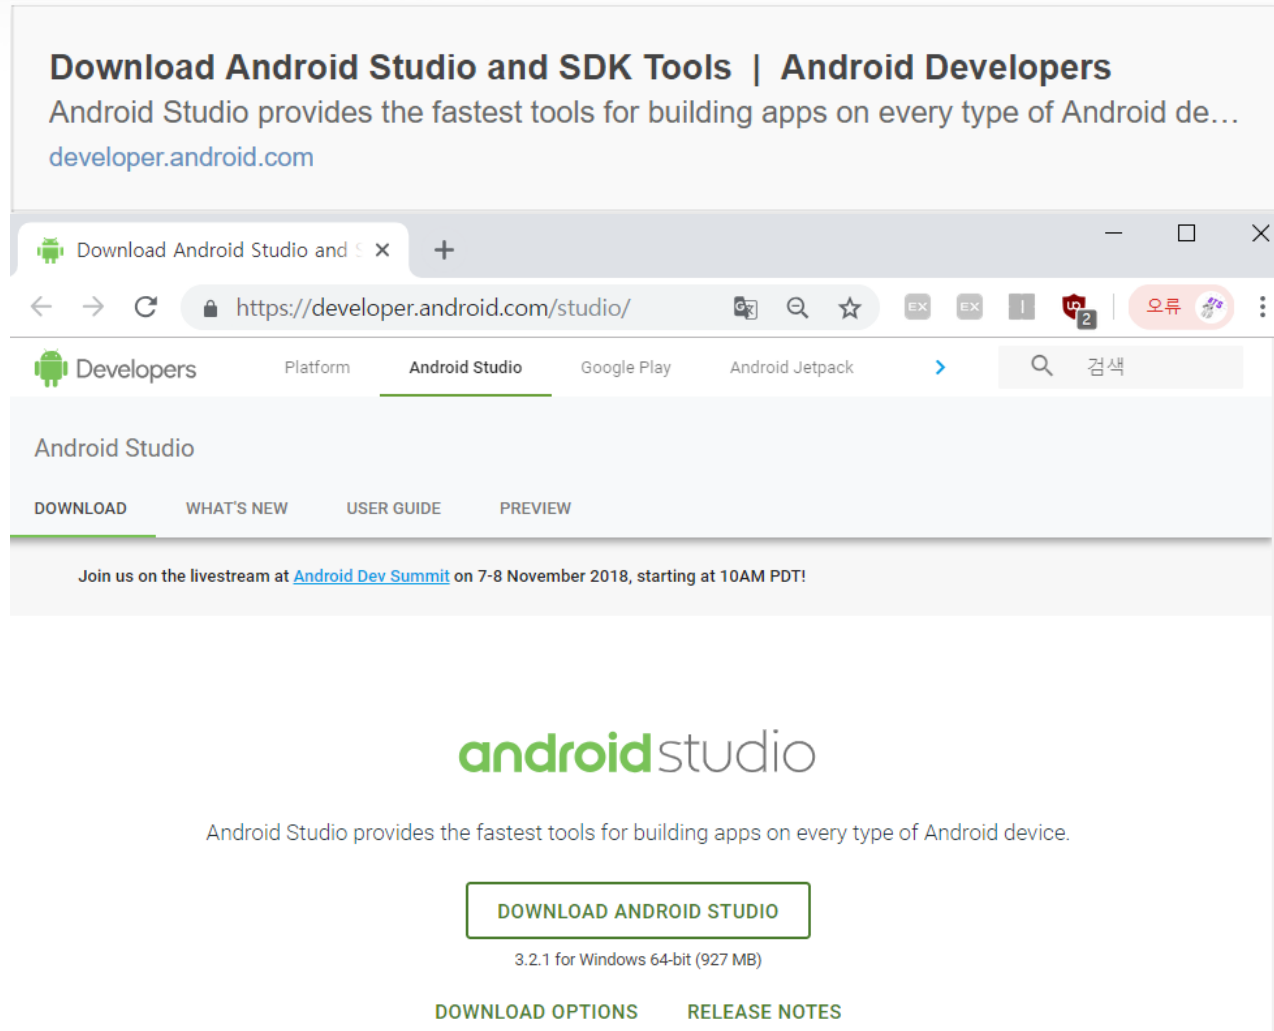 Download Android Studio and SDK Tools | Android Developers
Android Studio provides the fastest tools for building apps on every type of Android de...
developer.android.com
Download Android Studio and S
https://developer.android.com/studio/
EX EX I 2 오류
Developers Platform Android Studio Google Play Android Jetpack 검색
Android Studio
DOWNLOAD WHAT'S NEW USER GUIDE PREVIEW
Join us on the livestream at Android Dev Summit on 7-8 November 2018, starting at 10AM PDT!
android studio
Android Studio provides the fastest tools for building apps on every type of Android device.
DOWNLOAD ANDROID STUDIO
3.2.1 for Windows 64-bit (927 MB)
DOWNLOAD OPTIONS RELEASE NOTES